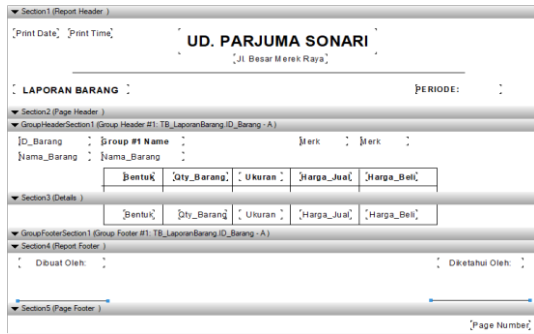 Section1 (Report Header )
Print Date Print Time
UD. PARJUMA SONARI
Jl. Besar Merek Raya
LAPORAN BARANG PERIODE:
Section2 (Page Header )
GroupHeaderSection1 (Group Header #1: TB_LaporanBarang.ID_Barang - A )
ID_Barang Group #1 Name Merk Merk
Nama_Barang Nama_Barang
Bentuk Qty_Barang Ukuran Harga_Jual Harga_Beli
Section3 (Details )
Bentuk Qty_Barang Ukuran Harga_Jual Harga_Beli
GroupFooterSection1 (Group Footer #1: TB_LaporanBarang.ID_Barang - A )
Section4 (Report Footer )
Dibuat Oleh: Diketahui Oleh:
Section5 (Page Footer )
Page Number